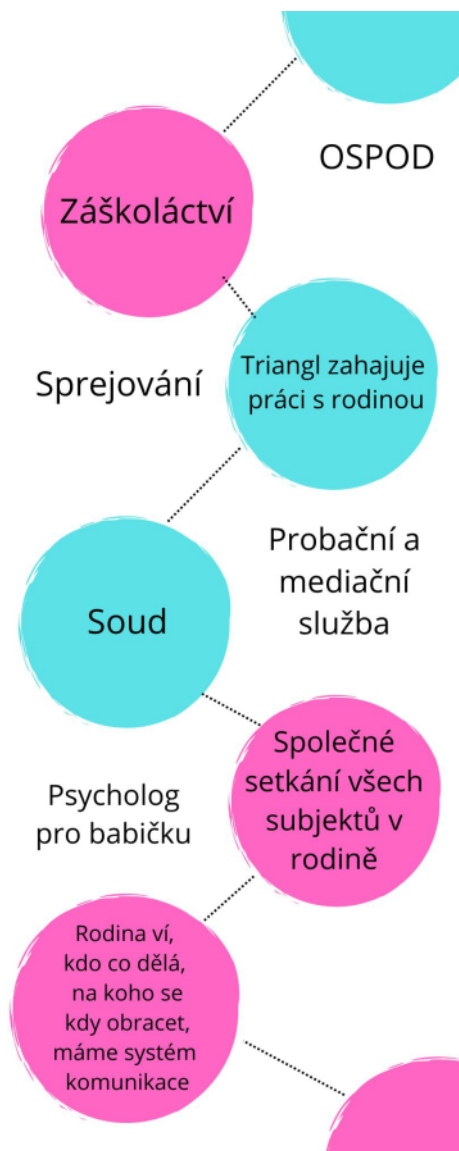 OSPOD
Záškoláctví
Triangl zahajuje
práci s rodinou
Sprejování
Probační a
mediační
služba
Soud
Společné
setkání všech
subjektů v
rodině
Psycholog
pro babičku
Rodina ví,
kdo co dělá,
na koho se
kdy obracet,
máme systém
komunikace